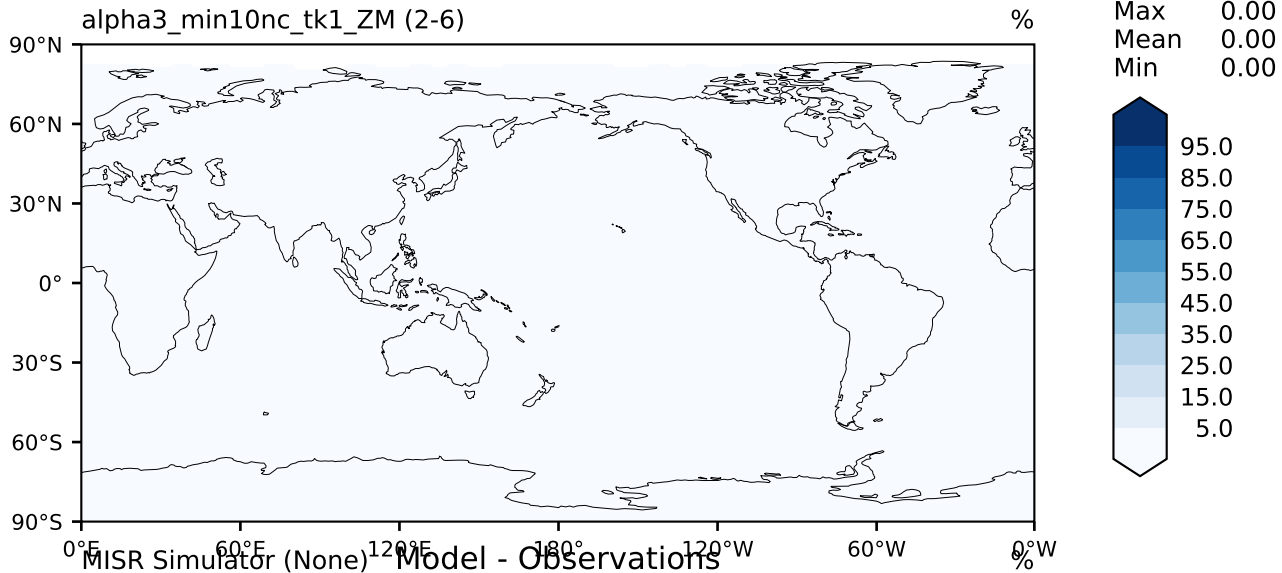 alpha3_min10nc_tk1_ZM (2-6) %
Max 0.00
Mean 0.00
Min 0.00
90°N
60°N
30°N
0°
30°S
60°S
90°S
0°E 60°E 120°E 180° 120°W 60°W 0°W
95.0
85.0
75.0
65.0
55.0
45.0
35.0
25.0
15.0
5.0
MISR Simulator (None) Model - Observations %